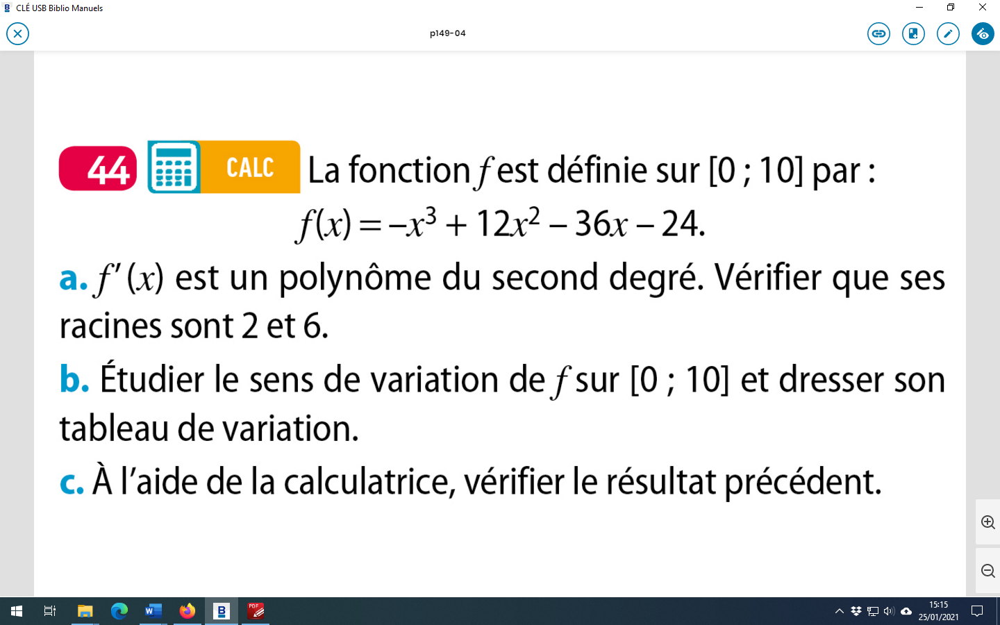 CLÉ USB Biblio Manuels
p149-04
44 CALC La fonction f est définie sur [0 ; 10] par :
f(x) = –x³ + 12x² – 36x – 24.
a. f′(x) est un polynôme du second degré. Vérifier que ses
racines sont 2 et 6.
b. Étudier le sens de variation de f sur [0 ; 10] et dresser son
tableau de variation.
c. À l’aide de la calculatrice, vérifier le résultat précédent.
15:15
25/01/2021